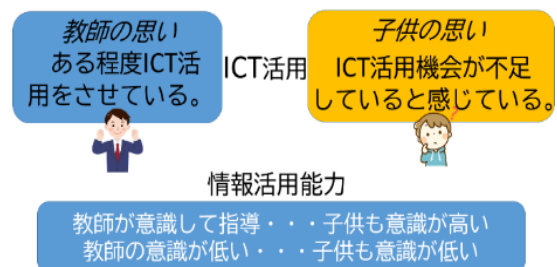 教師の思い
ある程度ICT活
用をさせている。
ICT活用
子供の思い
ICT活用機会が不足
していると感じている。
情報活用能力
教師が意識して指導・・・子供も意識が高い
教師の意識が低い・・・子供も意識が低い